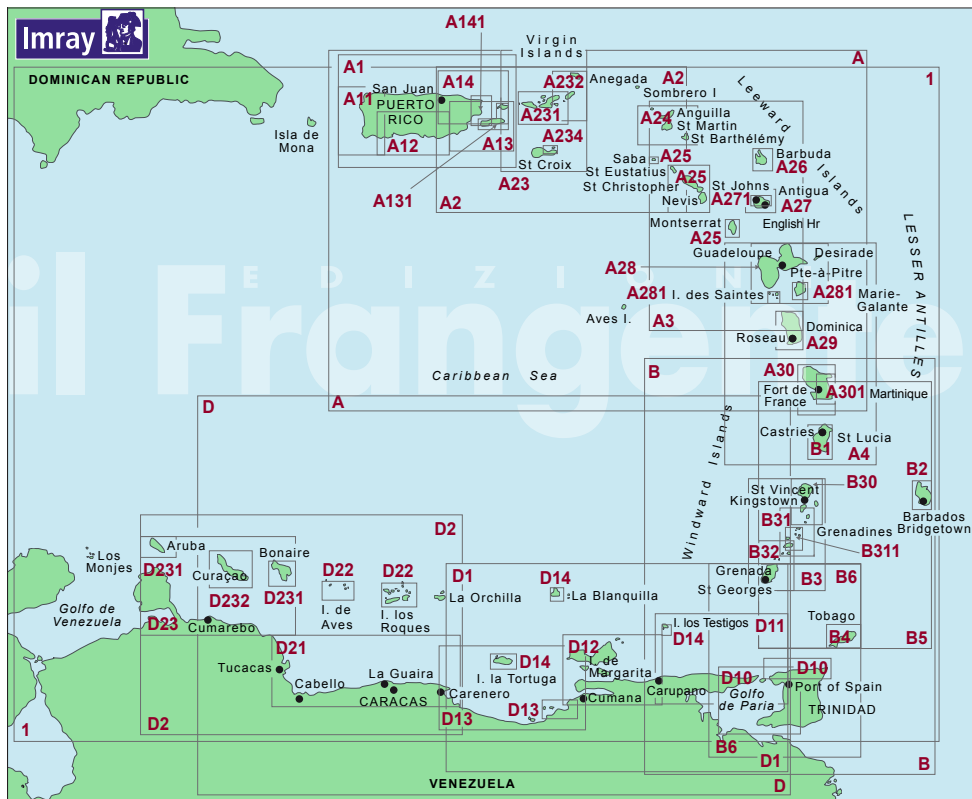 Imray
A141
Virgin
Islands
A
1
DOMINICAN REPUBLIC
A1
A14
A232
Anegada
A2
Sombrero I
Leeward
Islands
San Juan
PUERTO
RICO
A11
A12
A13
A231
A234
St Croix
A24
Anguilla
St Martin
St Barthélémy
Isla de
Mona
A131
A23
A2
Saba
A25
St Eustatius
A25
St Christopher
Nevis
Barbuda
A26
St Johns
A271
Antigua
A27
English Hr
Montserrat
A25
LESSER ANTILLES
EDIZION
il Frangente
Guadeloupe
Desirade
A28
Pte-à-Pitre
A281
I. des Saintes
A281
Marie-
Galante
Aves I.
A3
Dominica
Roseau
A29
B
Caribbean Sea
A30
Fort de
France
A301
Martinique
D
A
Windward Islands
Castries
St Lucia
B1
A4
B2
B30
St Vincent
Kingstown
Barbados
Bridgetown
B31
Grenadines
B32
B311
D2
Los
Monjes
Aruba
Bonaire
Curaçao
D231
D232
D231
D22
D22
D1
D14
Grenada
St Georges
B3
B6
I. de
Aves
I. los
Roques
La Orchilla
La Blanquilla
Golfo de
Venezuela
D23
Cumarebo
I. los Testigos
D11
Tobago
B4
B5
D21
D12
D14
Tucacas
D14
I. la Tortuga
I. de
Margarita
D10
D10
La Guaira
Cabello
CARACAS
Carenero
Cumana
Carupano
Golfo
de Paria
Port of Spain
TRINIDAD
D2
D13
D13
1
B6
D1
B
VENEZUELA
D